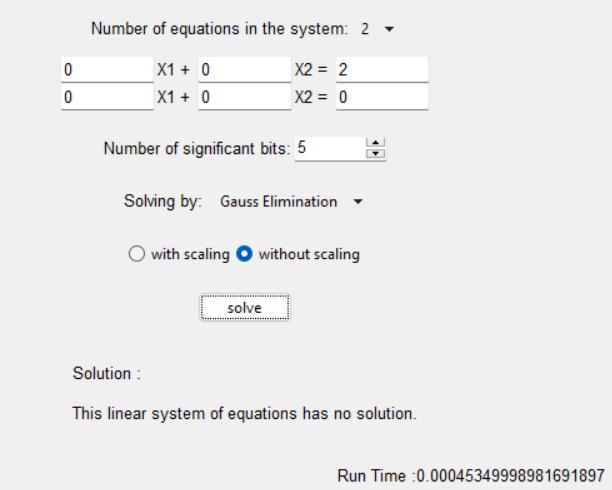 Number of equations in the system: 2
0 X1 + 0 X2 = 2
0 X1 + 0 X2 = 0
Number of significant bits: 5
Solving by: Gauss Elimination
with scaling without scaling
solve
Solution :
This linear system of equations has no solution.
Run Time :0.00045349998981691897